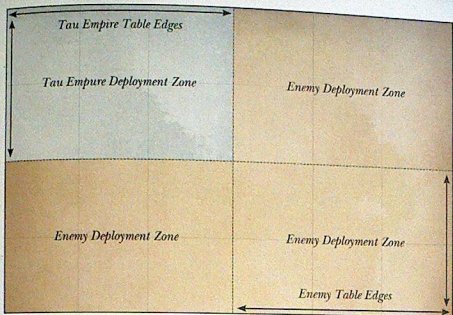 Tau Empire Table Edges
Tau Empure Deployment Zone
Enemy Deployment Zone
Enemy Deployment Zone
Enemy Deployment Zone
Enemy Table Edges